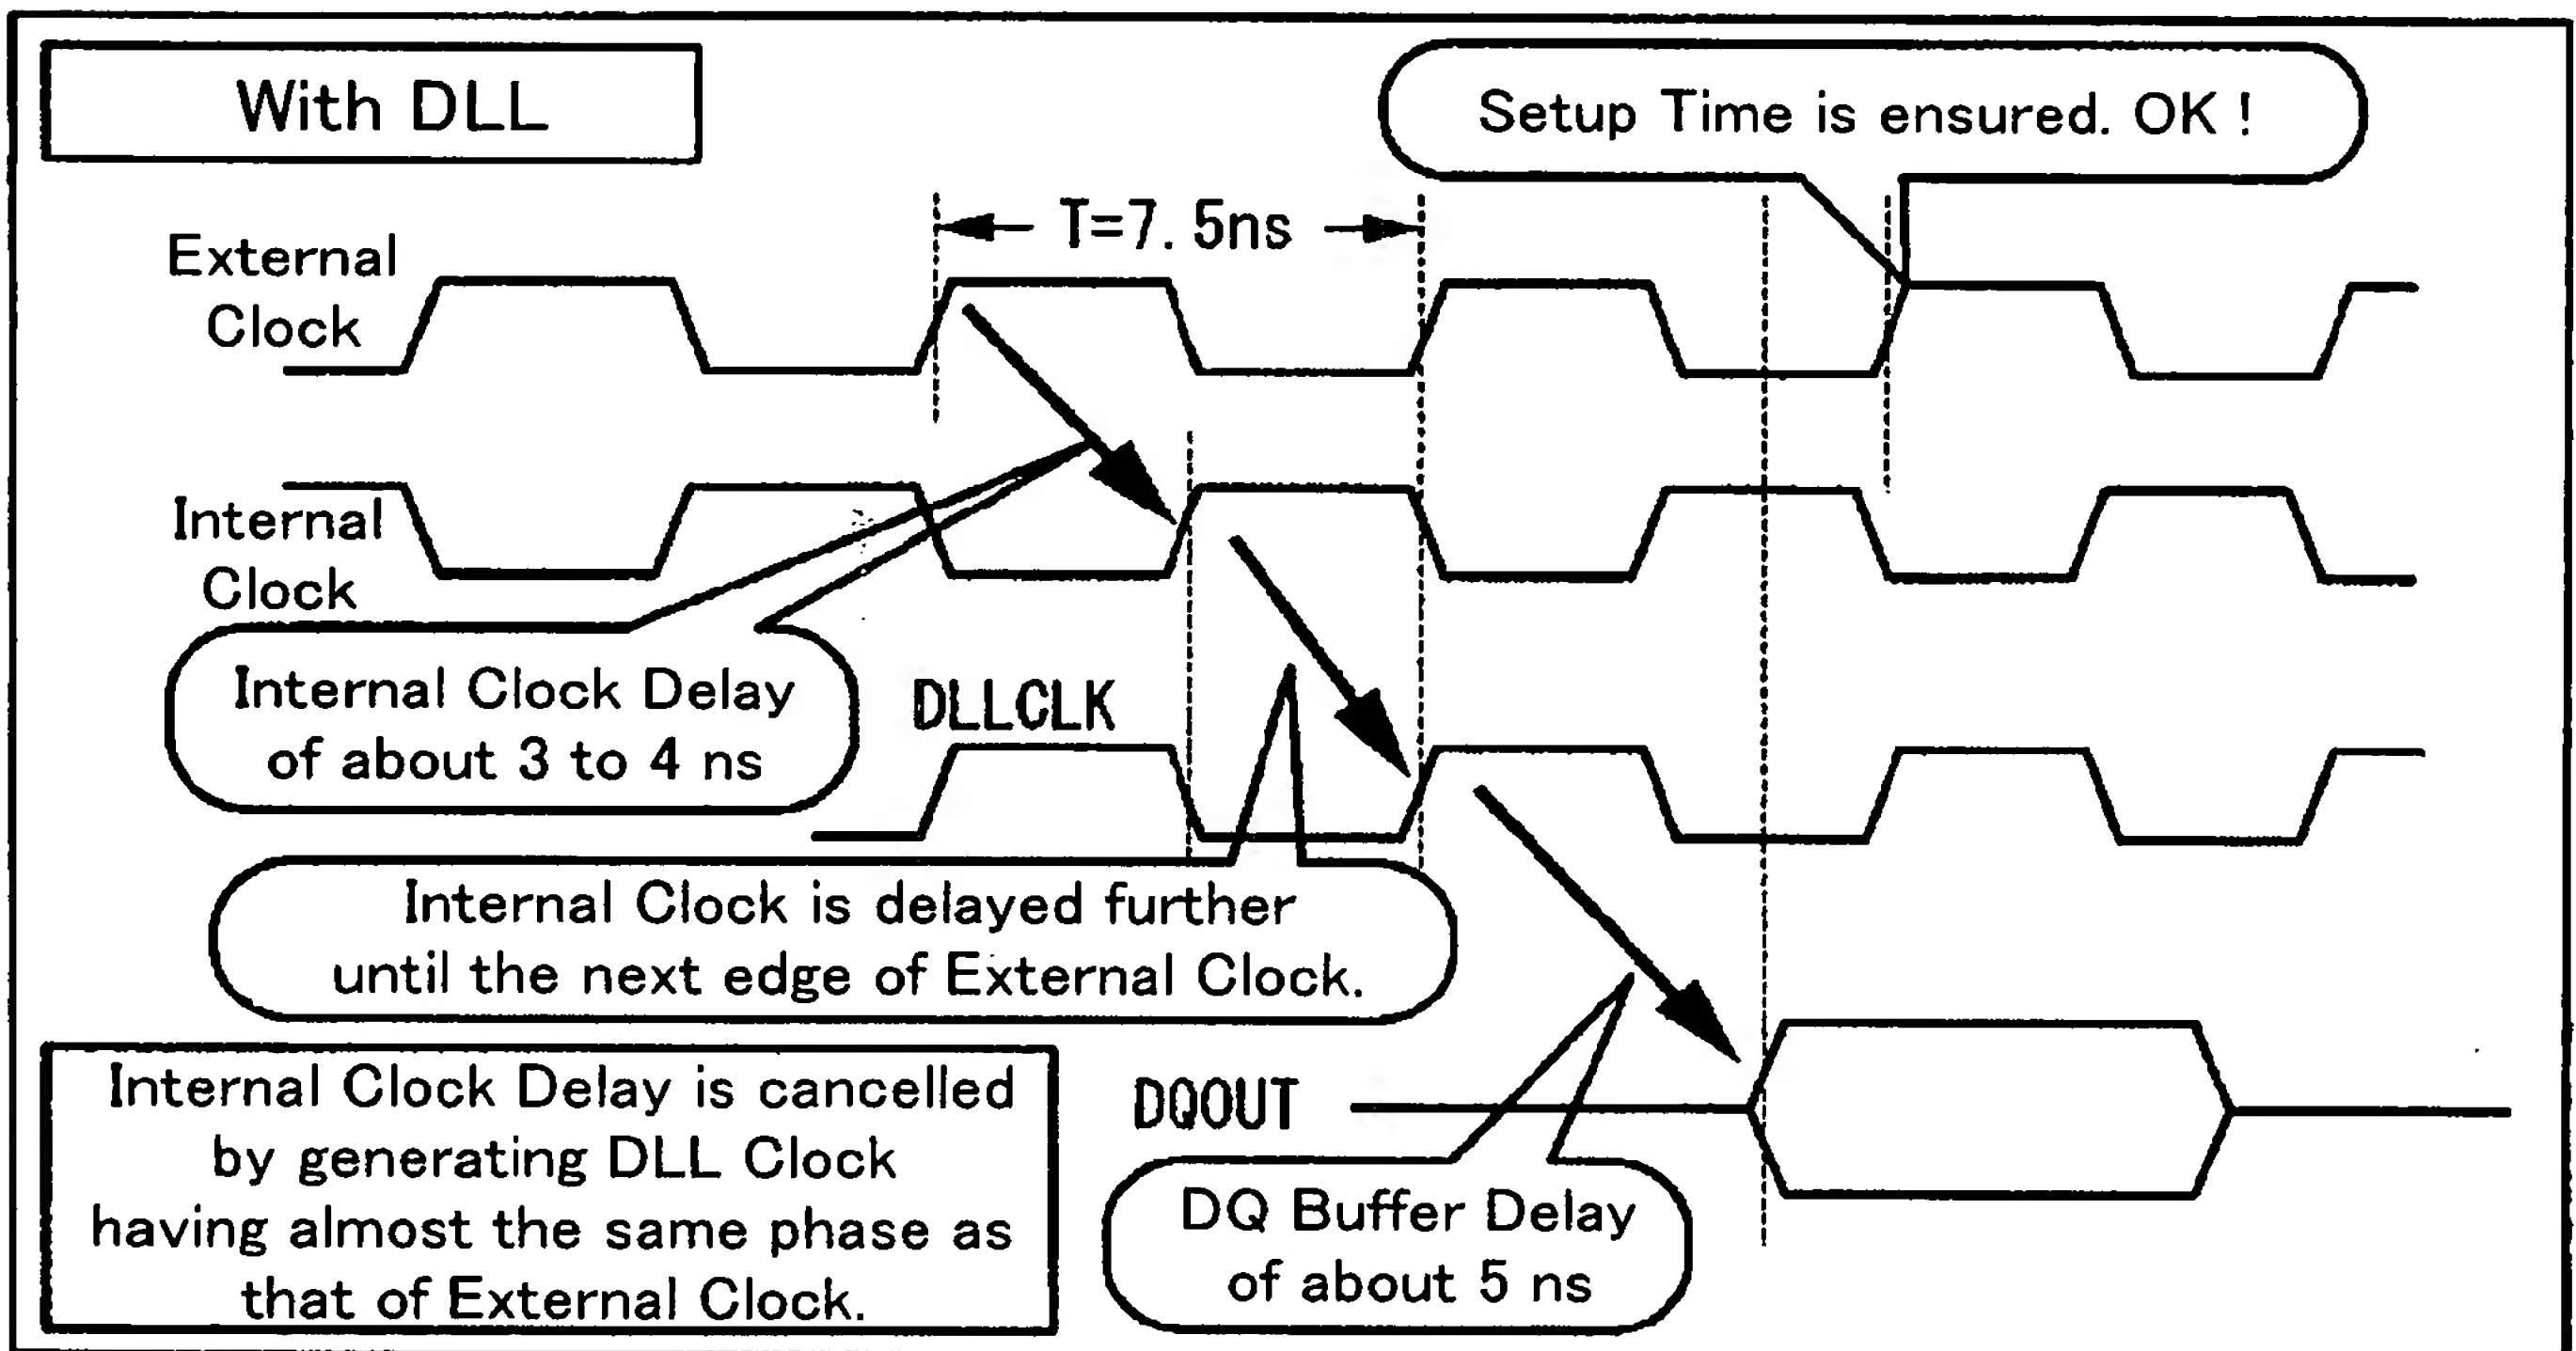 With DLL
Setup Time is ensured. OK !
T=7. 5ns
External
Clock
Internal
Clock
Internal Clock Delay
of about 3 to 4 ns
DLLCLK
Internal Clock is delayed further
until the next edge of External Clock.
Internal Clock Delay is cancelled
by generating DLL Clock
having almost the same phase as
that of External Clock.
DQOUT
DQ Buffer Delay
of about 5 ns